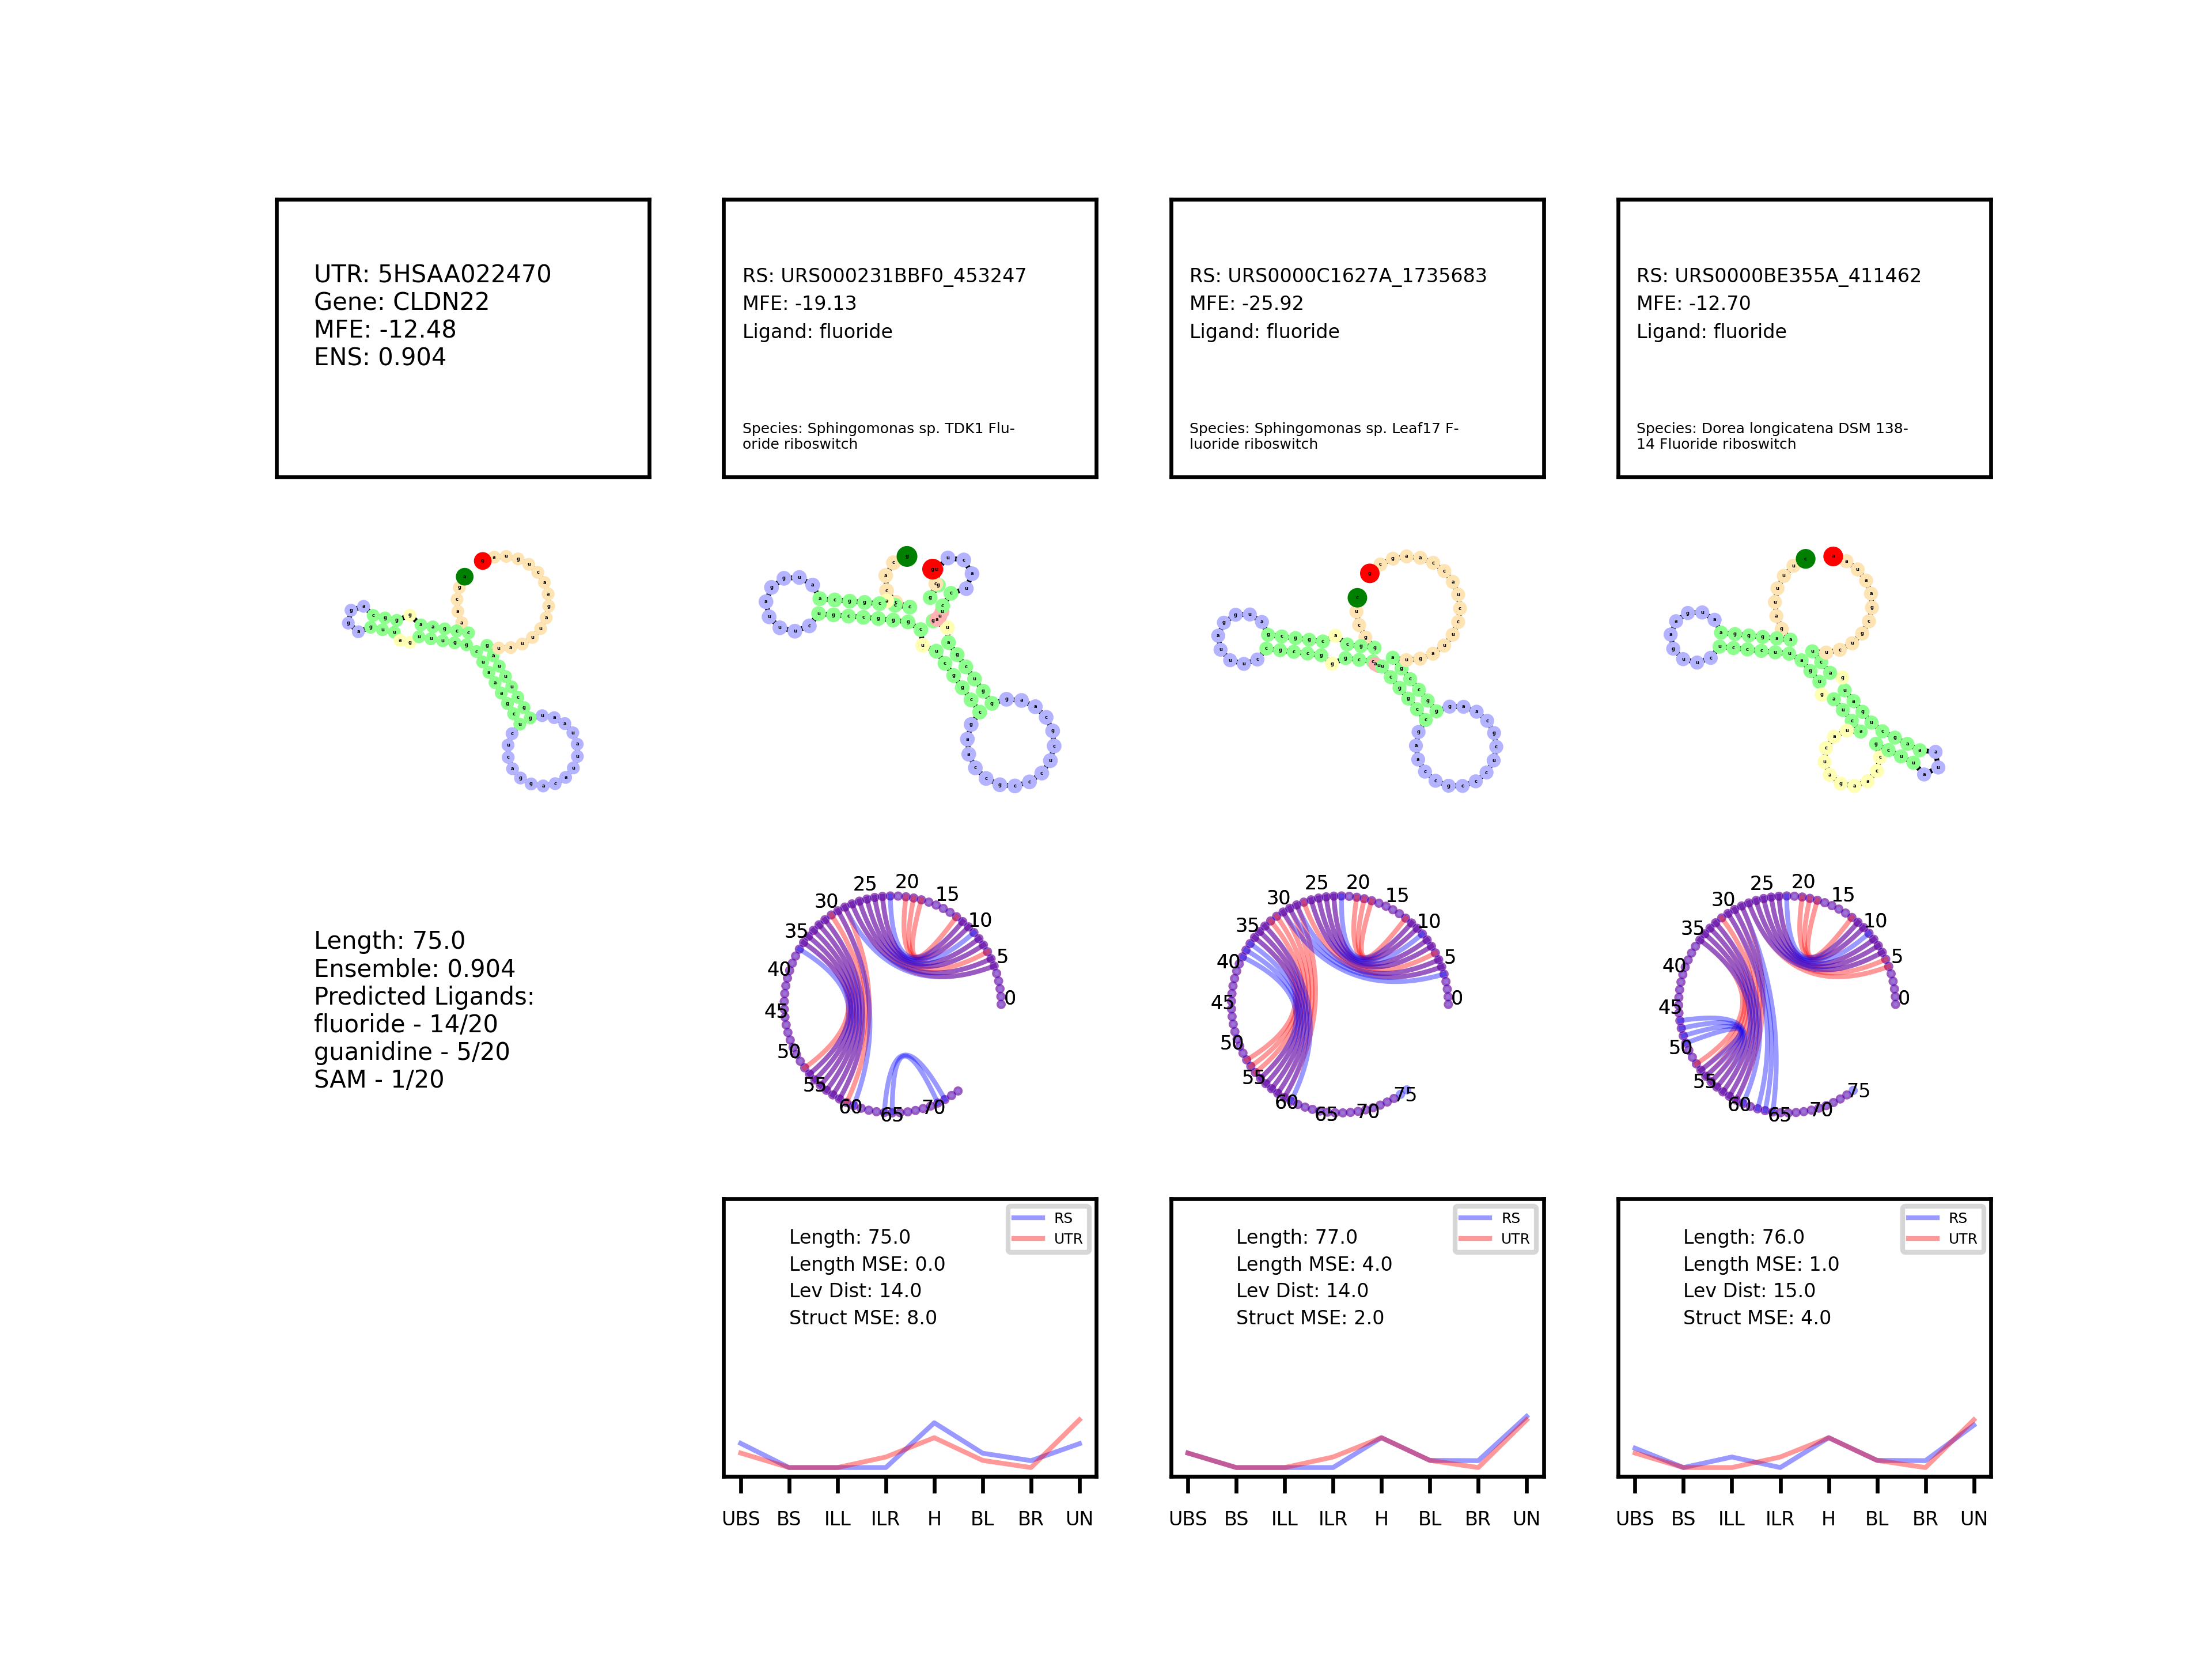 UTR: 5HSAA022470
Gene: CLDN22
MFE: -12.48
ENS: 0.904
RS: URS000231BBF0_453247
MFE: -19.13
Ligand: fluoride
Species: Sphingomonas sp. TDK1 Flu-
oride riboswitch
RS: URS0000C1627A_1735683
MFE: -25.92
Ligand: fluoride
Species: Sphingomonas sp. Leaf17 F-
luoride riboswitch
RS: URS0000BE355A_411462
MFE: -12.70
Ligand: fluoride
Species: Dorea longicatena DSM 138-
14 Fluoride riboswitch
Length: 75.0
Ensemble: 0.904
Predicted Ligands:
fluoride - 14/20
guanidine - 5/20
SAM - 1/20
0
5
10
15
20
25
30
35
40
45
50
55
60
65
70
0
5
10
15
20
25
30
35
40
45
50
55
60
65
70
75
0
5
10
15
20
25
30
35
40
45
50
55
60
65
70
75
RS
UTR
Length: 75.0
Length MSE: 0.0
Lev Dist: 14.0
Struct MSE: 8.0
UBS BS ILL ILR H BL BR UN
RS
UTR
Length: 77.0
Length MSE: 4.0
Lev Dist: 14.0
Struct MSE: 2.0
UBS BS ILL ILR H BL BR UN
RS
UTR
Length: 76.0
Length MSE: 1.0
Lev Dist: 15.0
Struct MSE: 4.0
UBS BS ILL ILR H BL BR UN